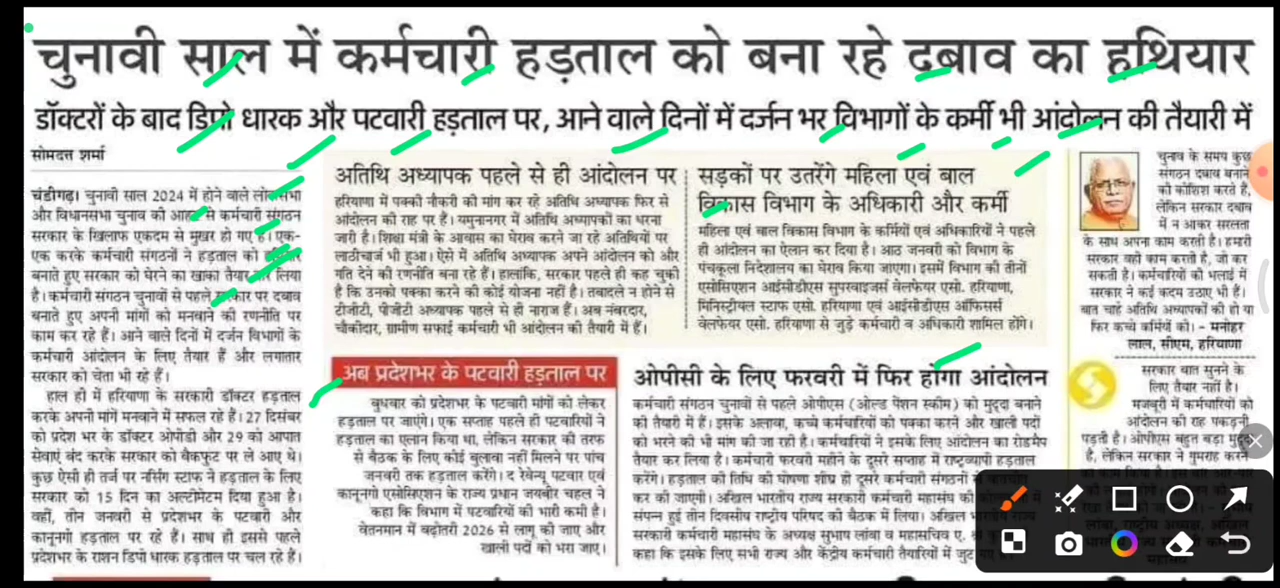 चुनावी साल में कर्मचारी हड़ताल को बना रहे दबाव का हथियार
डॉक्टरों के बाद डिपो धारक और पटवारी हड़ताल पर, आने वाले दिनों में दर्जन भर विभागों के कर्मी भी आंदोलन की तैयारी में
सोमदत्त शर्मा
चंडीगढ़। चुनावी साल 2024 में होने वाले लोकसभा
और विधानसभा चुनाव की आहट से कर्मचारी संगठन
सरकार के खिलाफ एकदम से मुखर हो गए हैं। एक-
एक करके कर्मचारी संगठनों ने हड़ताल को हथियार
बनाते हुए सरकार को घेरने का खाका तैयार कर लिया
है। कर्मचारी संगठन चुनावों से पहले सरकार पर दबाव
बनाते हुए अपनी मांगों को मनवाने की रणनीति पर
काम कर रहे हैं। आने वाले दिनों में दर्जन विभागों के
कर्मचारी आंदोलन के लिए तैयार हैं और लगातार
सरकार को चेता भी रहे हैं।
हाल ही में हरियाणा के सरकारी डॉक्टर हड़ताल
करके अपनी मांगें मनवाने में सफल रहे हैं। 27 दिसंबर
को प्रदेश भर के डॉक्टर ओपीडी और 29 को आपात
सेवाएं बंद करके सरकार को बैकफुट पर ले आए थे।
कुछ ऐसी ही तर्ज पर नर्सिंग स्टाफ ने हड़ताल के लिए
सरकार को 15 दिन का अल्टीमेटम दिया हुआ है।
वहीं, तीन जनवरी से प्रदेशभर के पटवारी और
कानूनगो हड़ताल पर रहे हैं। साथ ही इससे पहले
प्रदेशभर के राशन डिपो धारक हड़ताल पर चल रहे हैं।
अतिथि अध्यापक पहले से ही आंदोलन पर
हरियाणा में पक्की नौकरी की मांग कर रहे अतिथि अध्यापक फिर से
आंदोलन की राह पर हैं। यमुनानगर में अतिथि अध्यापकों का धरना
जारी है। शिक्षा मंत्री के आवास का घेराव करने जा रहे अतिथियों पर
लाठीचार्ज भी हुआ। ऐसे में अतिथि अध्यापक अपने आंदोलन को और
गति देने की रणनीति बना रहे हैं। हालांकि, सरकार पहले ही कह चुकी
है कि उनको पक्का करने की कोई योजना नहीं है। तबादले न होने से
टीजीटी, पीजीटी अध्यापक पहले से ही नाराज हैं। अब नंबरदार,
चौकीदार, ग्रामीण सफाई कर्मचारी भी आंदोलन की तैयारी में हैं।
सड़कों पर उतरेंगे महिला एवं बाल
विकास विभाग के अधिकारी और कर्मी
महिला एवं बाल विकास विभाग के कर्मियों एवं अधिकारियों ने पहले
ही आंदोलन का ऐलान कर दिया है। आठ जनवरी को विभाग के
पंचकूला निदेशालय का घेराव किया जाएगा। इसमें विभाग की तीनों
एसोसिएशन आईसीडीएस सुपरवाइजर्स वेलफेयर एसो. हरियाणा,
मिनिस्ट्रीयल स्टाफ एसो. हरियाणा एवं आईसीडीएस ऑफिसर्स
वेलफेयर एसो. हरियाणा से जुड़े कर्मचारी व अधिकारी शामिल होंगे।
अब प्रदेशभर के पटवारी हड़ताल पर
बुधवार को प्रदेशभर के पटवारी मांगों को लेकर
हड़ताल पर जाएंगे। एक सप्ताह पहले ही पटवारियों ने
हड़ताल का एलान किया था, लेकिन सरकार की तरफ
से बैठक के लिए कोई बुलावा नहीं मिलने पर पांच
जनवरी तक हड़ताल करेंगे। द रेवेन्यू पटवार एवं
कानूनगो एसोसिएशन के राज्य प्रधान जयबीर चहल ने
कहा कि विभाग में पटवारियों की भारी कमी है।
वेतनमान में बढ़ोतरी 2026 से लागू की जाए और
खाली पदों को भरा जाए।
ओपीसी के लिए फरवरी में फिर होगा आंदोलन
कर्मचारी संगठन चुनावों से पहले ओपीएस (ओल्ड पेंशन स्कीम) को मुद्दा बनाने
की तैयारी में हैं। इसके अलावा, कच्चे कर्मचारियों को पक्का करने और खाली पदों
को भरने की भी मांग की जा रही है। कर्मचारियों ने इसके लिए आंदोलन का रोडमैप
तैयार कर लिया है। कर्मचारी फरवरी महीने के दूसरे सप्ताह में राष्ट्रव्यापी हड़ताल
करेंगे। हड़ताल की तिथि की घोषणा शीघ्र ही दूसरे कर्मचारी संगठनों
कर की जाएगी। अखिल भारतीय राज्य सरकारी कर्मचारी महासंघ की
संपन्न हुई तीन दिवसीय राष्ट्रीय परिषद की बैठक में लिया। अखिल
सरकारी कर्मचारी महासंघ के अध्यक्ष सुभाष लांबा व महासचिव ए.
कहा कि इसके लिए सभी राज्य और केंद्रीय कर्मचारी तैयारियों में जुट
चुनाव के समय कुछ
संगठन दबाव बनाने
की कोशिश करते हैं,
लेकिन सरकार दबाव
में न आकर सरलता
के साथ अपना काम करती है। हमारी
सरकार वही काम करती है, जो कर
सकती है। कर्मचारियों की भलाई में
सरकार ने कई कदम उठाए भी हैं।
बात चाहे अतिथि अध्यापकों की हो या
फिर कच्चे कर्मियों की। - मनोहर
लाल, सीएम, हरियाणा
सरकार बात सुनने के
लिए तैयार नहीं है।
मजबूरी में कर्मचारियों को
आंदोलन की राह पकड़नी
पड़ती है। ओपीएस बहुत बड़ा मुद्दा
है, लेकिन सरकार ने गुमराह करने